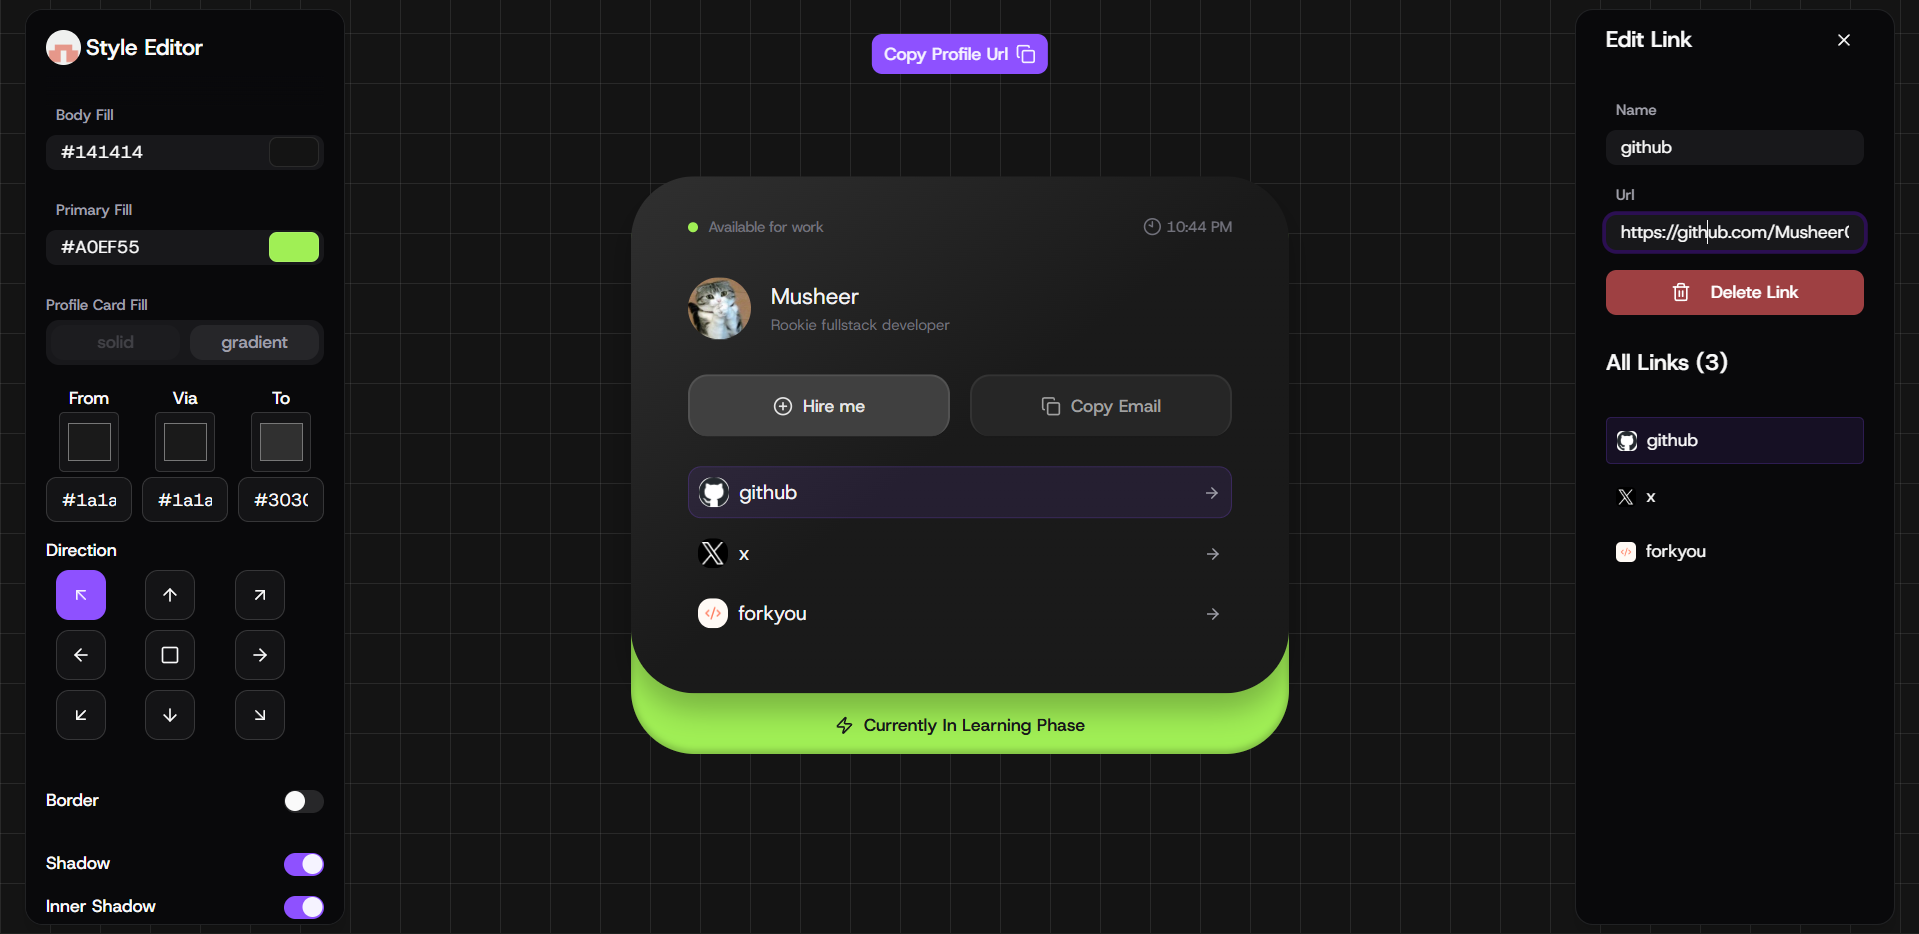 Style Editor
Body Fill
#141414
Primary Fill
#A0EF55
Profile Card Fill
solid gradient
From Via To
#1a1a #1a1a #3030
Direction
Border
Shadow
Inner Shadow
Copy Profile Url
Available for work 10:44 PM
Musheer
Rookie fullstack developer
Hire me Copy Email
github
x
forkyou
Currently In Learning Phase
Edit Link
Name
github
Url
https://github.com/Musheer
Delete Link
All Links (3)
github
x
forkyou